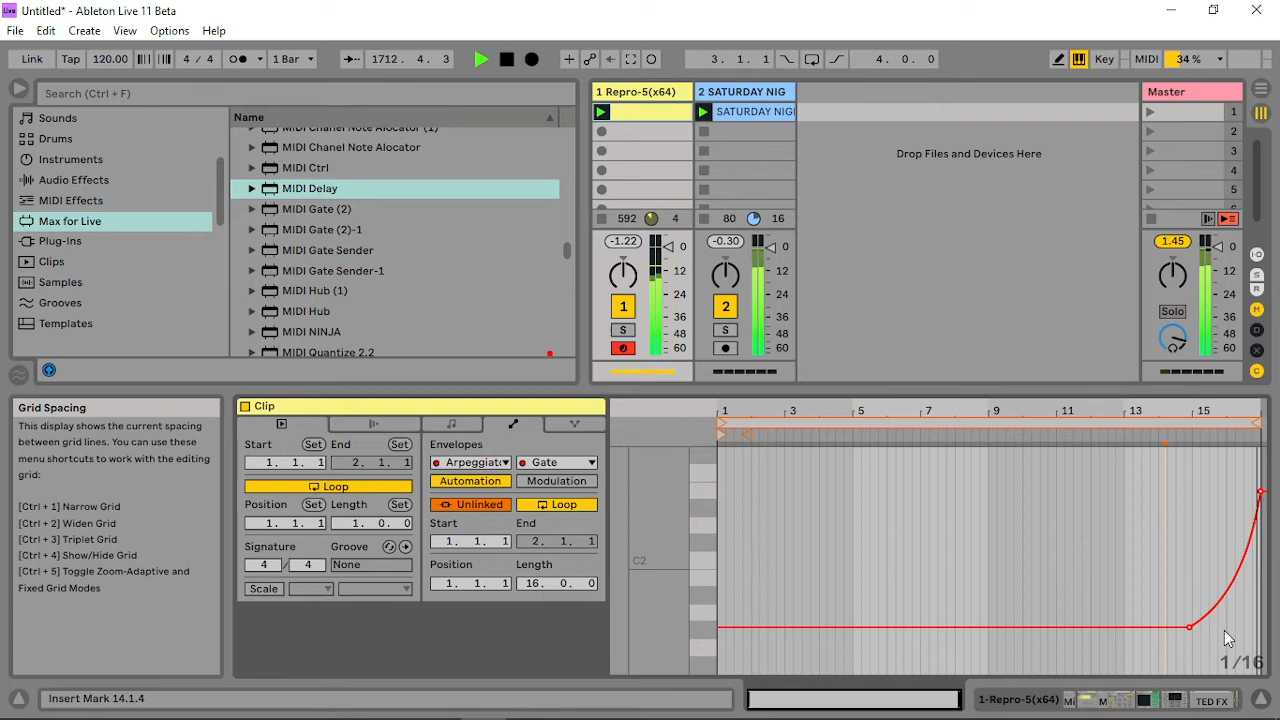 Live Untitled* - Ableton Live 11 Beta
File Edit Create View Options Help
Link Tap 120.00 4 / 4 1 Bar 1712. 4. 3 3. 1. 1 4. 0. 0 Key MIDI 34 %
Search (Ctrl + F)
Sounds
Drums
Instruments
Audio Effects
MIDI Effects
Max for Live
Plug-Ins
Clips
Samples
Grooves
Templates
Name
MIDI Chanel Note Alocator (1)
MIDI Chanel Note Alocator
MIDI Ctrl
MIDI Delay
MIDI Gate (2)
MIDI Gate (2)-1
MIDI Gate Sender
MIDI Gate Sender-1
MIDI Hub (1)
MIDI Hub
MIDI NINJA
MIDI Quantize 2.2
1 Repro-5(x64) 2 SATURDAY NIG Master
SATURDAY NIG 1
2
3
4
5
Drop Files and Devices Here
592 4 80 16
-1.22 0 -0.30 0 1.45 0
12 12 12
24 24 24
36 36 Solo 36
48 48 48
60 60 60
1 2
S S
I-O
S
R
M
D
X
C
Grid Spacing
This display shows the current spacing
between grid lines. You can use these
menu shortcuts to work with the editing
grid:
[Ctrl + 1] Narrow Grid
[Ctrl + 2] Widen Grid
[Ctrl + 3] Triplet Grid
[Ctrl + 4] Show/Hide Grid
[Ctrl + 5] Toggle Zoom-Adaptive and
Fixed Grid Modes
Clip
Start Set End Set
1. 1. 1 2. 1. 1
Loop
Position Set Length Set
1. 1. 1 1. 0. 0
Signature Groove
4 / 4 None
Scale
Envelopes
Arpeggiat Gate
Automation Modulation
Unlinked Loop
Start End
1. 1. 1 2. 1. 1
Position Length
1. 1. 1 16. 0. 0
1 3 5 7 9 11 13 15
C2
1/16
Insert Mark 14.1.4
1-Repro-5(x64) Mi M TED FX